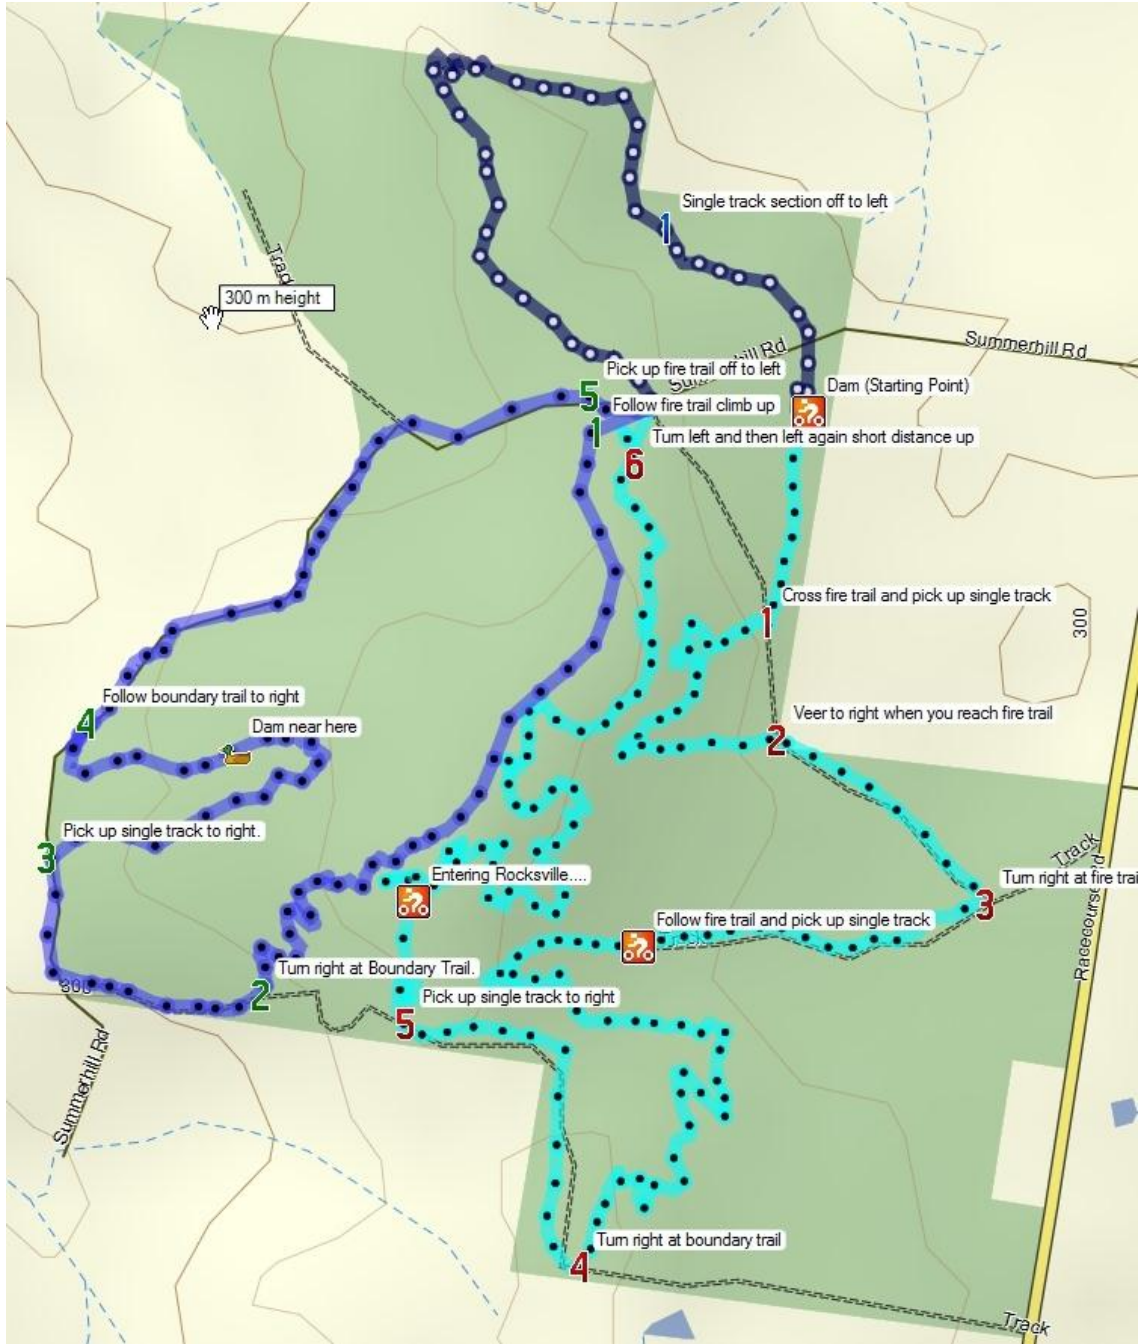 Single track section off to left
1
Track
300 m height
Summerhill Rd
Summerhill Rd
Pick up fire trail off to left
Dam (Starting Point)
5
Follow fire trail climb up
1
Turn left and then left again short distance up
6
Cross fire trail and pick up single track
1
300
Follow boundary trail to right
4
Dam near here
Veer to right when you reach fire trail
2
Pick up single track to right.
3
Track
Entering Rocksville....
Turn right at fire trai
3
Follow fire trail and pick up single track
Racecourse Rd
Turn right at Boundary Trail.
300
2
Pick up single track to right
5
Summerhill Rd
Turn right at boundary trail
4
Track